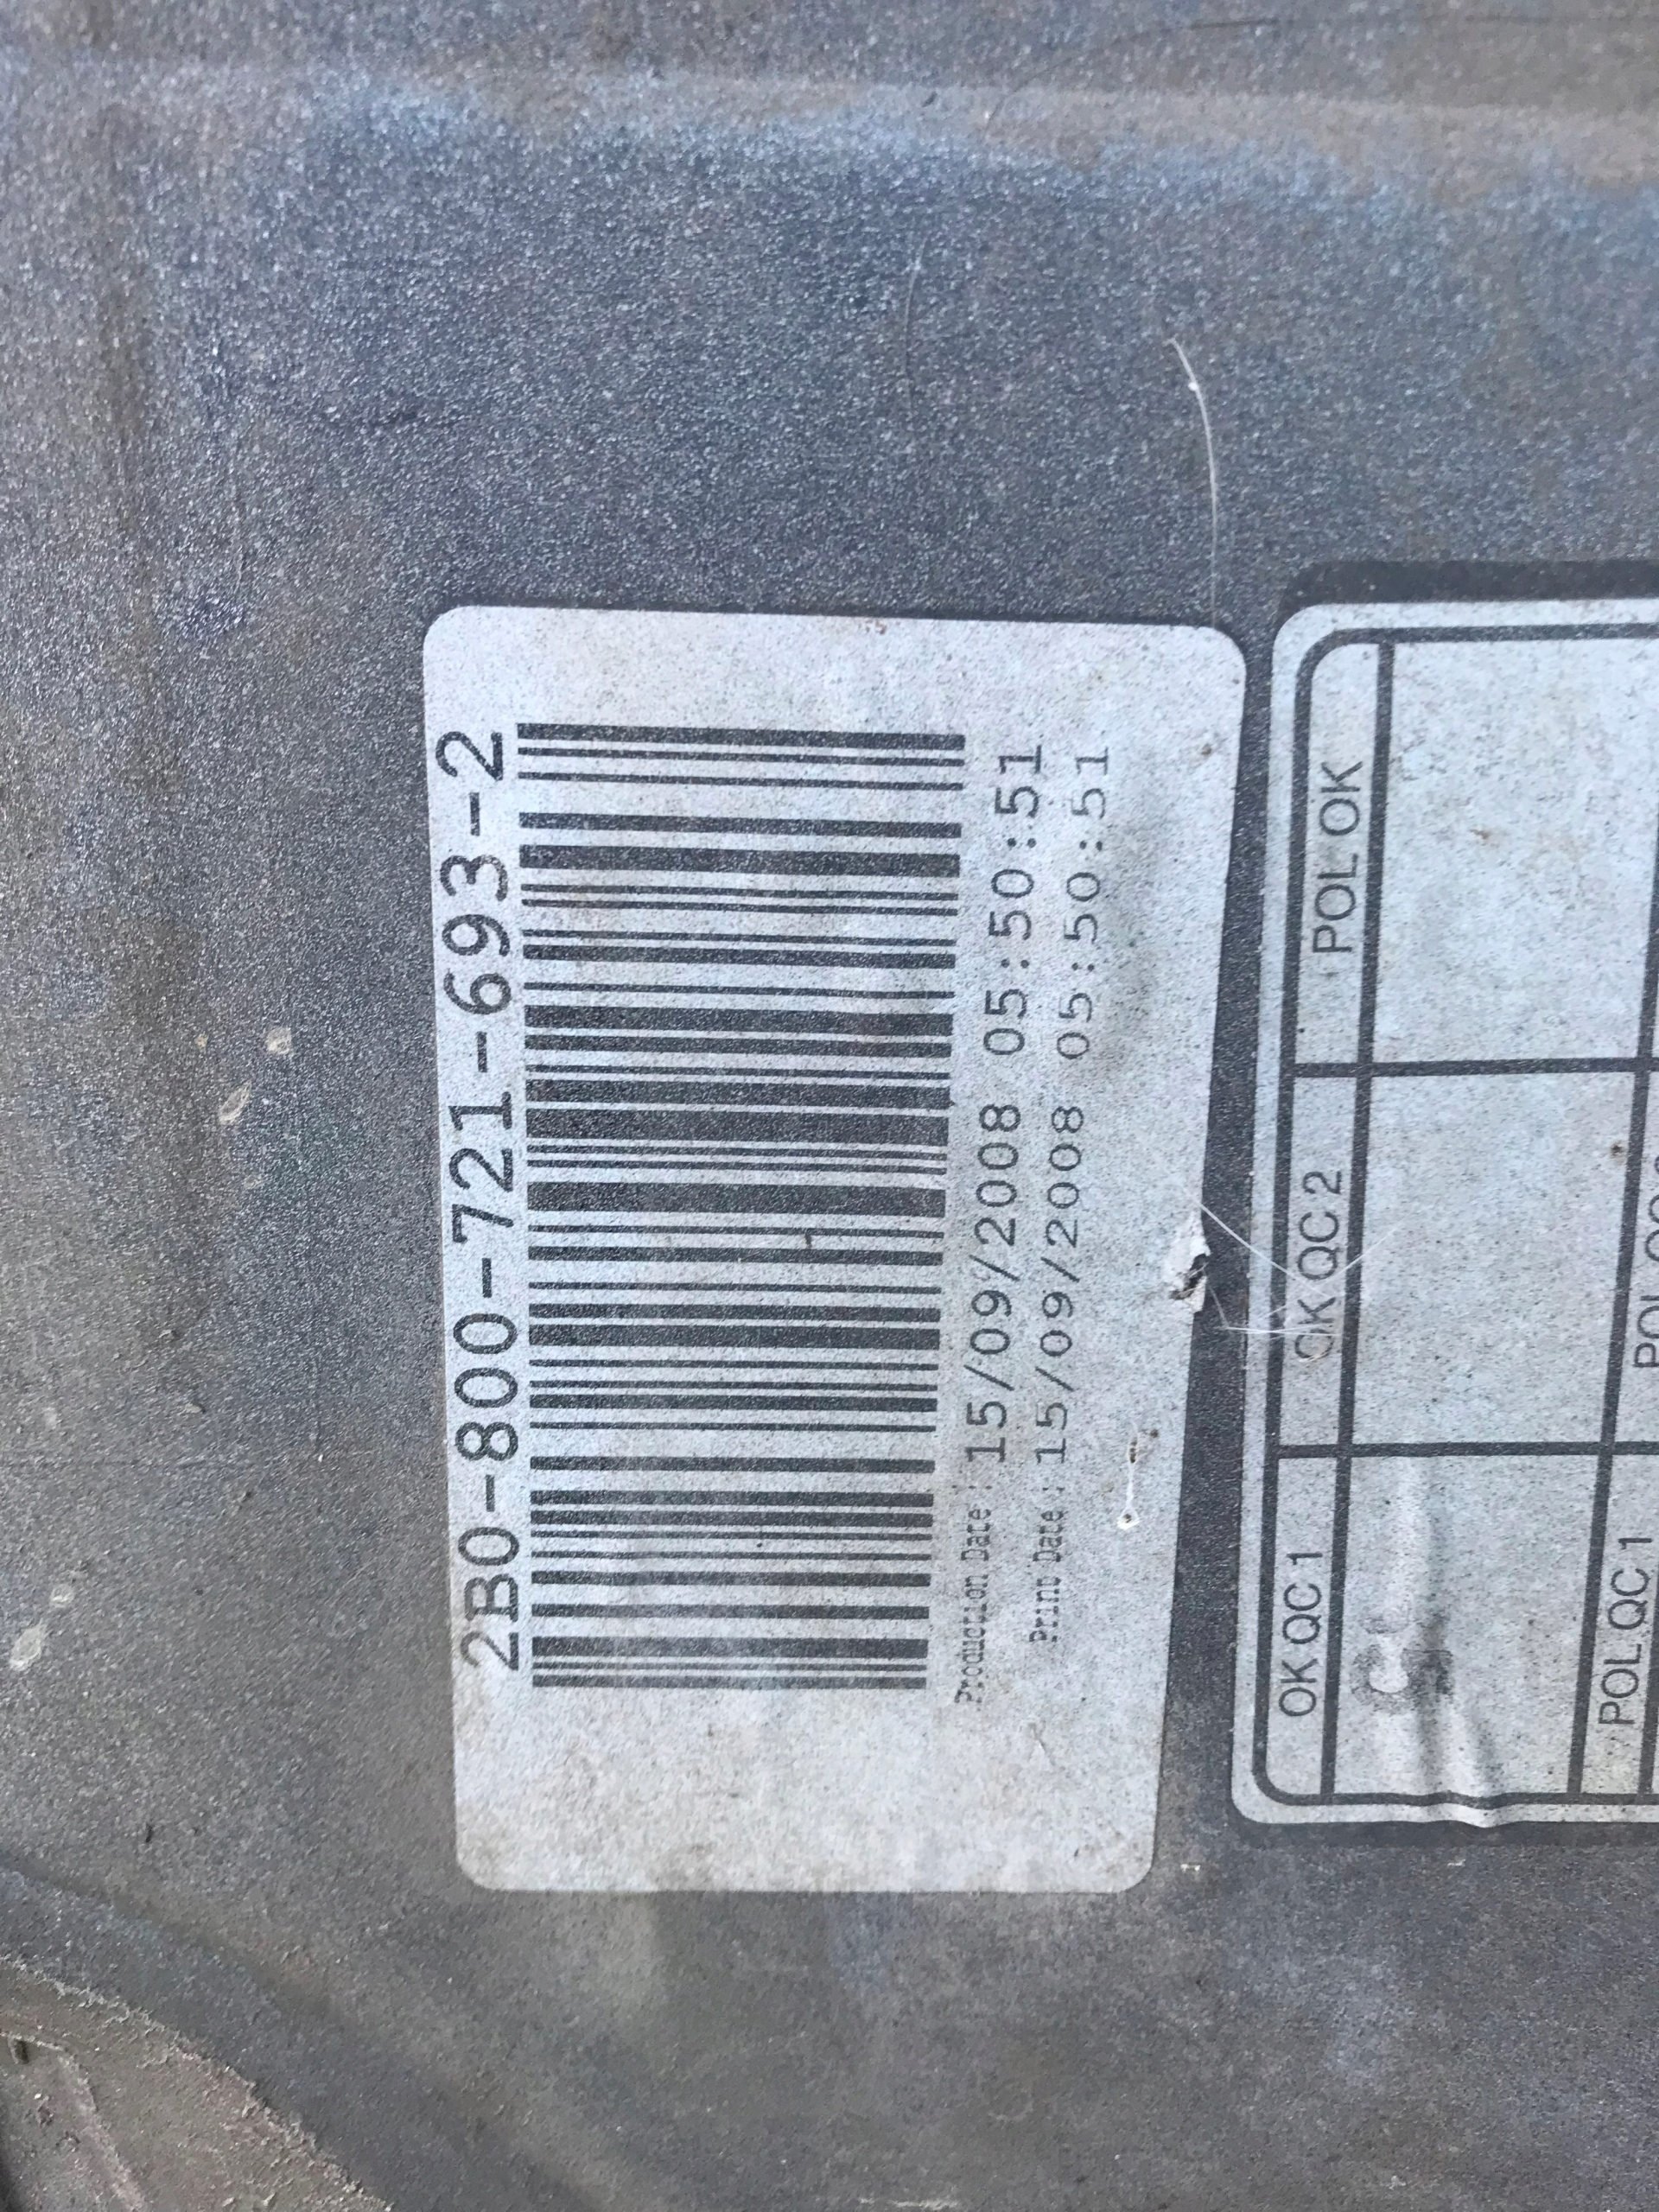 2B0-800-721-693-2
Production Date : 15/09/2008 05:50:51
Print Date : 15/09/2008 05:50:51
OK QC 1
OK QC 2
POL OK
POL QC 1